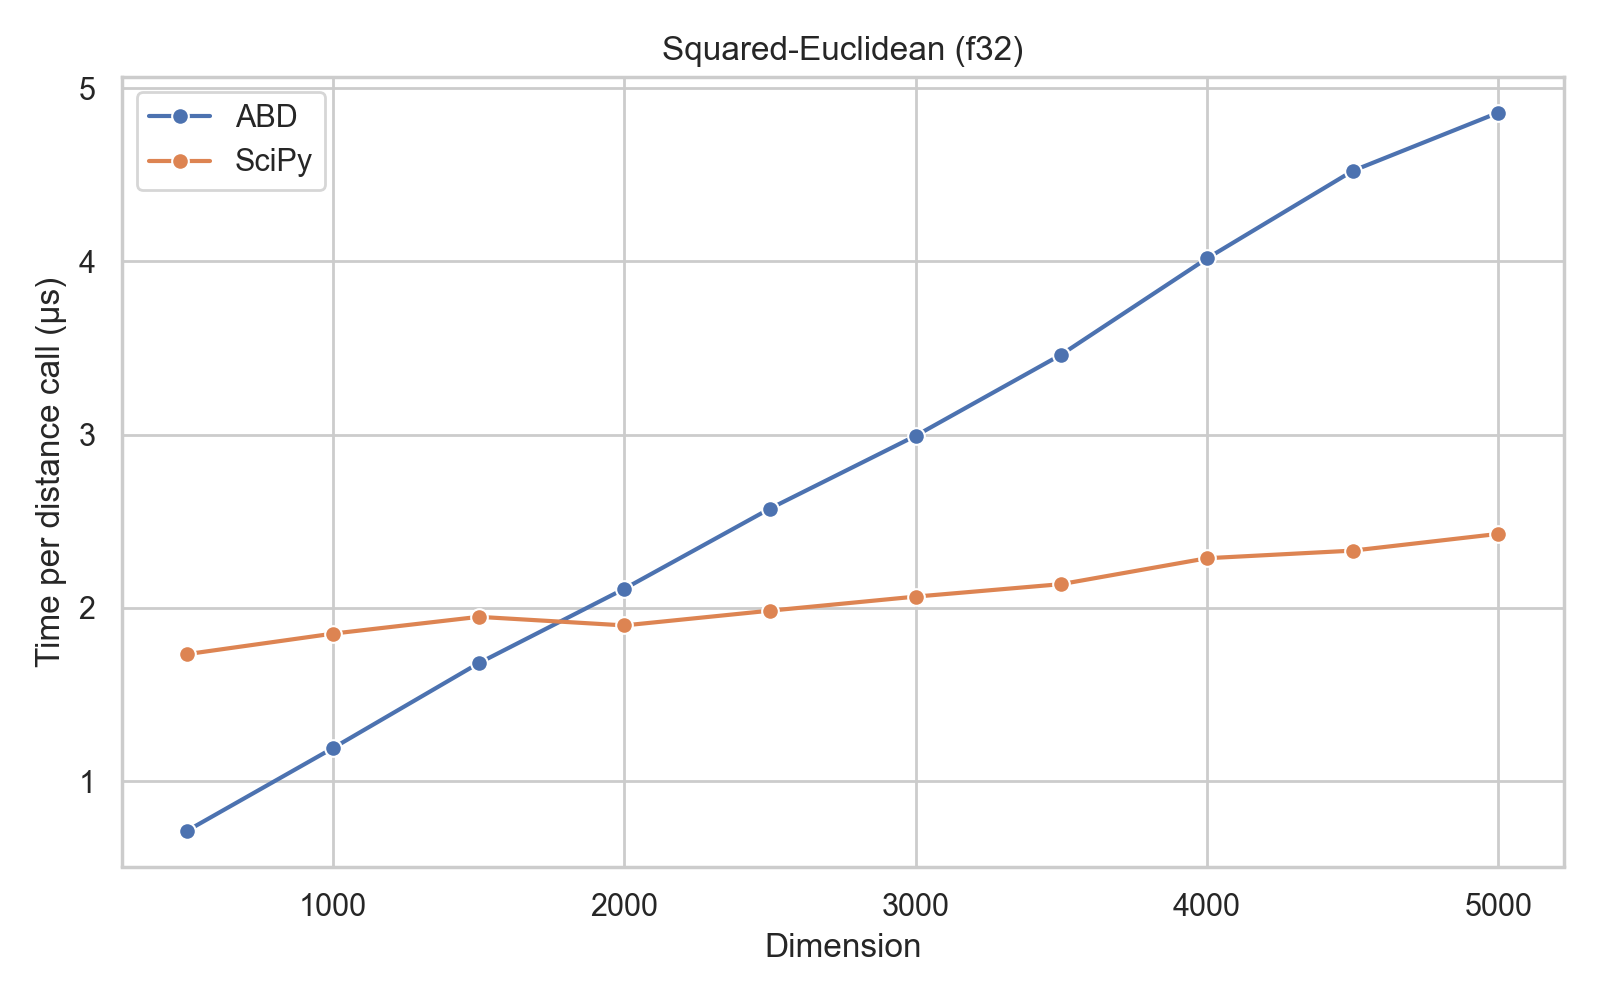 Squared-Euclidean (f32)
ABD
SciPy
Time per distance call (µs)
5
4
3
2
1
1000 2000 3000 4000 5000
Dimension